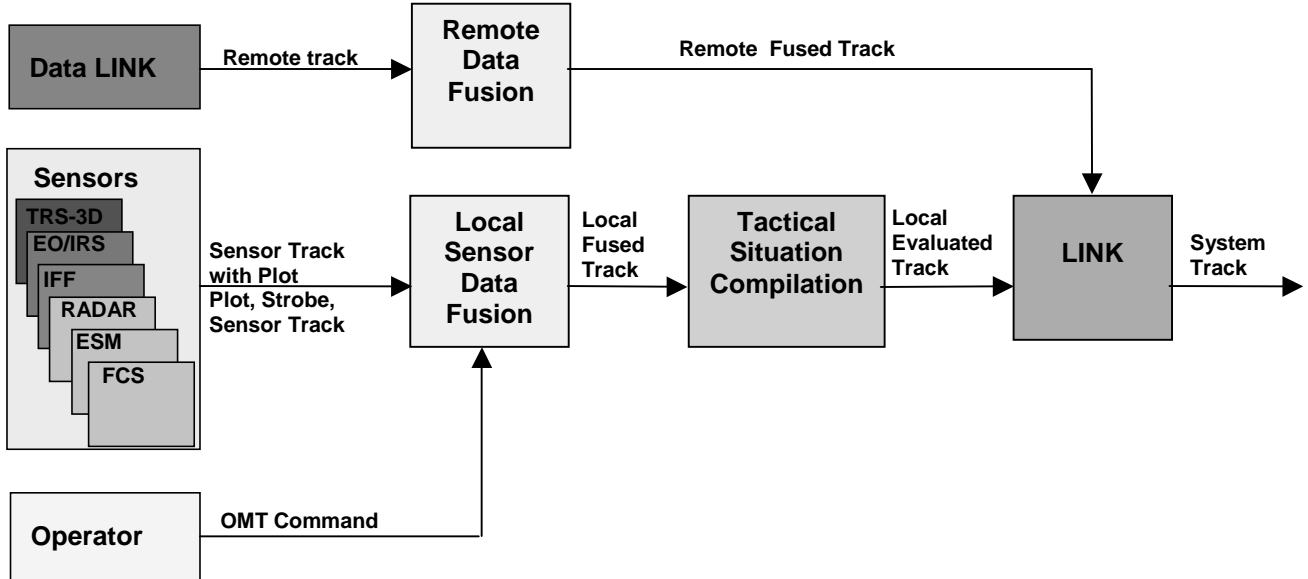 Data LINK
Remote track
Remote
Data
Fusion
Remote Fused Track
Sensors
TRS-3D
EO/IRS
IFF
RADAR
ESM
FCS
Sensor Track
with Plot
Plot, Strobe,
Sensor Track
Local
Sensor
Data
Fusion
Local
Fused
Track
Tactical
Situation
Compilation
Local
Evaluated
Track
LINK
System
Track
Operator
OMT Command